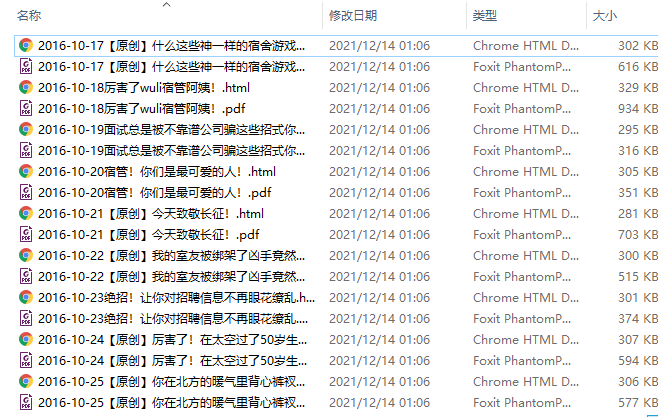 名称 修改日期 类型 大小
2016-10-17【原创】什么这些神一样的宿舍游戏... 2021/12/14 01:06 Chrome HTML D... 302 KB
2016-10-17【原创】什么这些神一样的宿舍游戏... 2021/12/14 01:06 Foxit PhantomP... 616 KB
2016-10-18厉害了wuli宿管阿姨！.html 2021/12/14 01:06 Chrome HTML D... 329 KB
2016-10-18厉害了wuli宿管阿姨！.pdf 2021/12/14 01:06 Foxit PhantomP... 934 KB
2016-10-19面试总是被不靠谱公司骗这些招式你... 2021/12/14 01:06 Chrome HTML D... 295 KB
2016-10-19面试总是被不靠谱公司骗这些招式你... 2021/12/14 01:06 Foxit PhantomP... 316 KB
2016-10-20宿管！你们是最可爱的人！.html 2021/12/14 01:06 Chrome HTML D... 305 KB
2016-10-20宿管！你们是最可爱的人！.pdf 2021/12/14 01:06 Foxit PhantomP... 351 KB
2016-10-21【原创】今天致敬长征！.html 2021/12/14 01:06 Chrome HTML D... 281 KB
2016-10-21【原创】今天致敬长征！.pdf 2021/12/14 01:06 Foxit PhantomP... 703 KB
2016-10-22【原创】我的室友被绑架了凶手竟然... 2021/12/14 01:06 Chrome HTML D... 300 KB
2016-10-22【原创】我的室友被绑架了凶手竟然... 2021/12/14 01:06 Foxit PhantomP... 515 KB
2016-10-23绝招！让你对招聘信息不再眼花缭乱.h... 2021/12/14 01:06 Chrome HTML D... 301 KB
2016-10-23绝招！让你对招聘信息不再眼花缭乱.... 2021/12/14 01:06 Foxit PhantomP... 374 KB
2016-10-24【原创】厉害了！在太空过了50岁生... 2021/12/14 01:06 Chrome HTML D... 307 KB
2016-10-24【原创】厉害了！在太空过了50岁生... 2021/12/14 01:06 Foxit PhantomP... 594 KB
2016-10-25【原创】你在北方的暖气里背心裤衩... 2021/12/14 01:06 Chrome HTML D... 306 KB
2016-10-25【原创】你在北方的暖气里背心裤衩... 2021/12/14 01:06 Foxit PhantomP... 577 KB